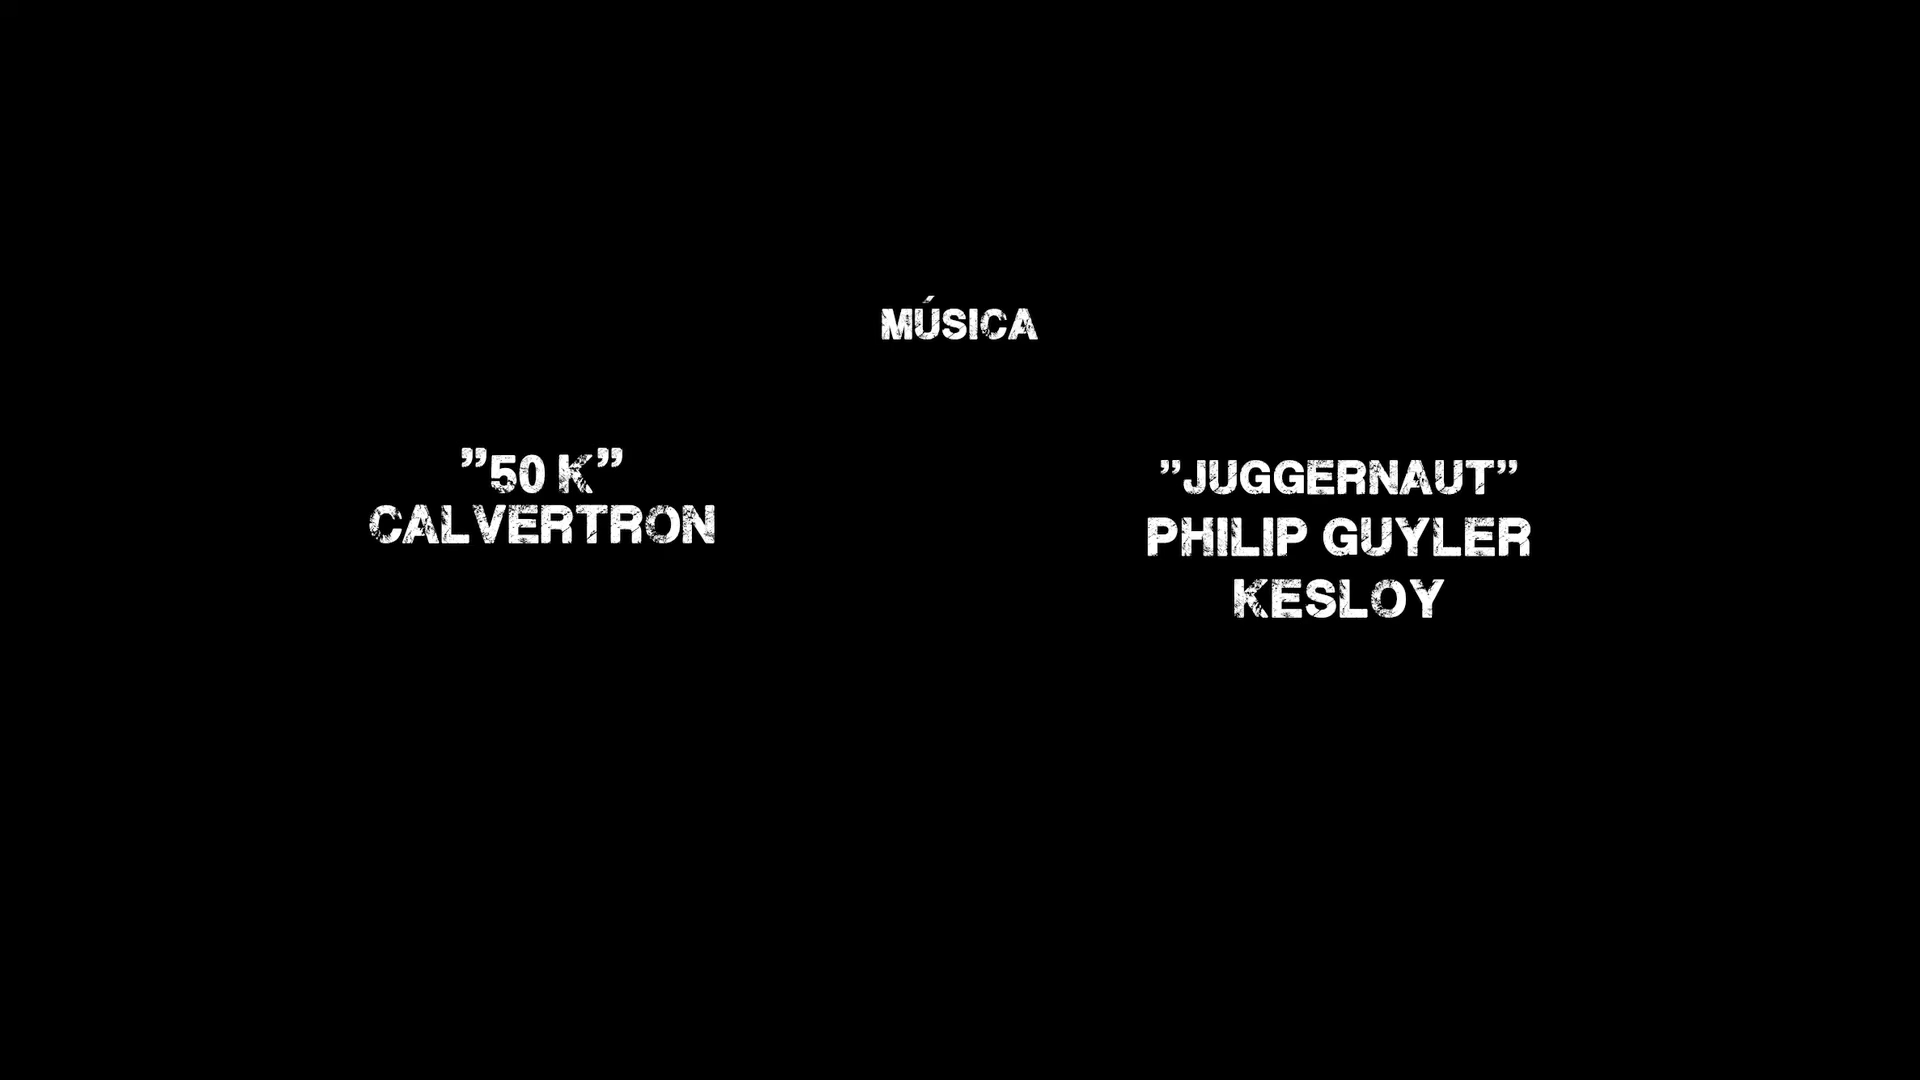 MÚSICA
”50 K”
CALVERTRON
”JUGGERNAUT”
PHILIP GUYLER
KESLOY